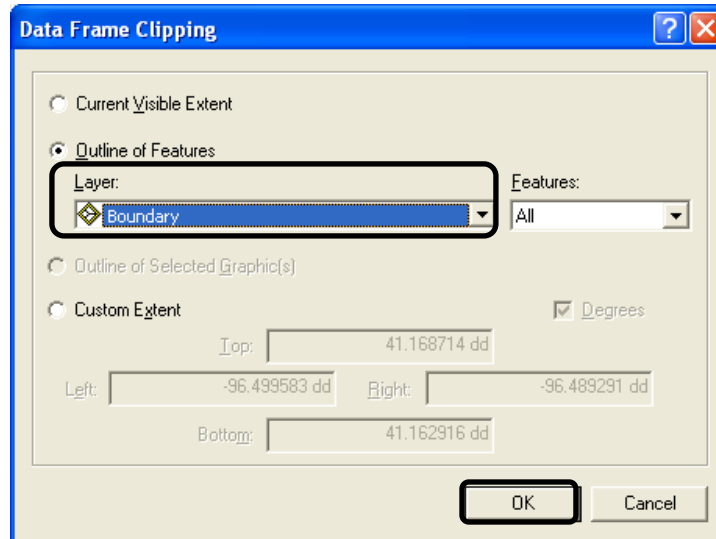 Data Frame Clipping
Current Visible Extent
Outline of Features
Layer: Features:
Boundary All
Outline of Selected Graphic(s)
Custom Extent Degrees
Top: 41.168714 dd
Left: -96.499583 dd Right: -96.489291 dd
Bottom: 41.162916 dd
OK Cancel